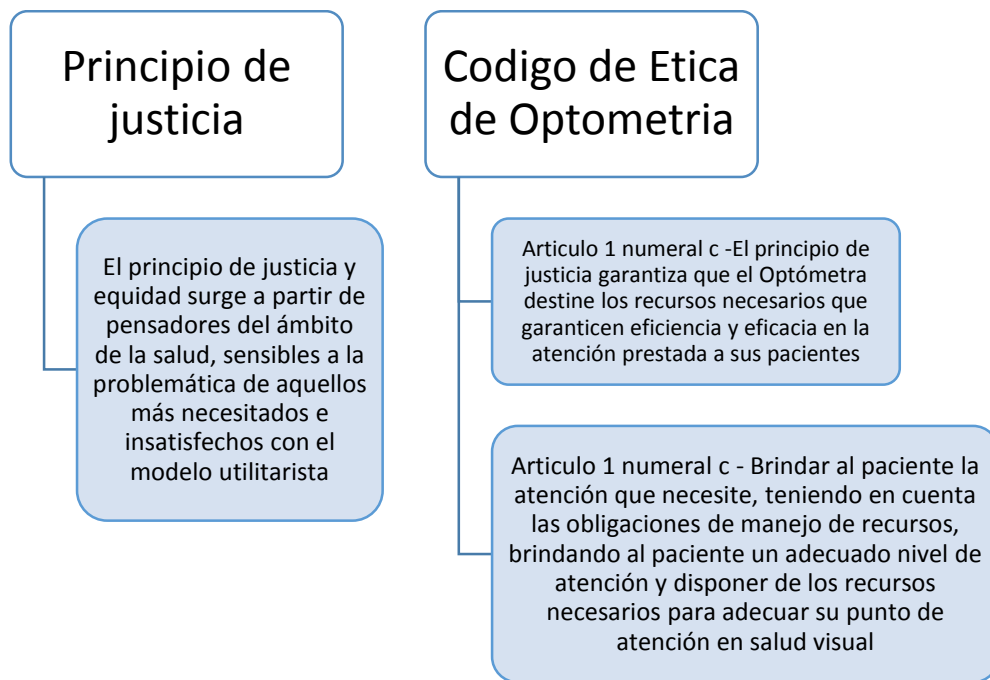 Principio de
justicia
El principio de justicia y
equidad surge a partir de
pensadores del ámbito
de la salud, sensibles a la
problemática de aquellos
más necesitados e
insatisfechos con el
modelo utilitarista
Codigo de Etica
de Optometria
Articulo 1 numeral c -El principio de
justicia garantiza que el Optómetra
destine los recursos necesarios que
garanticen eficiencia y eficacia en la
atención prestada a sus pacientes
Articulo 1 numeral c - Brindar al paciente la
atención que necesite, teniendo en cuenta
las obligaciones de manejo de recursos,
brindando al paciente un adecuado nivel de
atención y disponer de los recursos
necesarios para adecuar su punto de
atención en salud visual